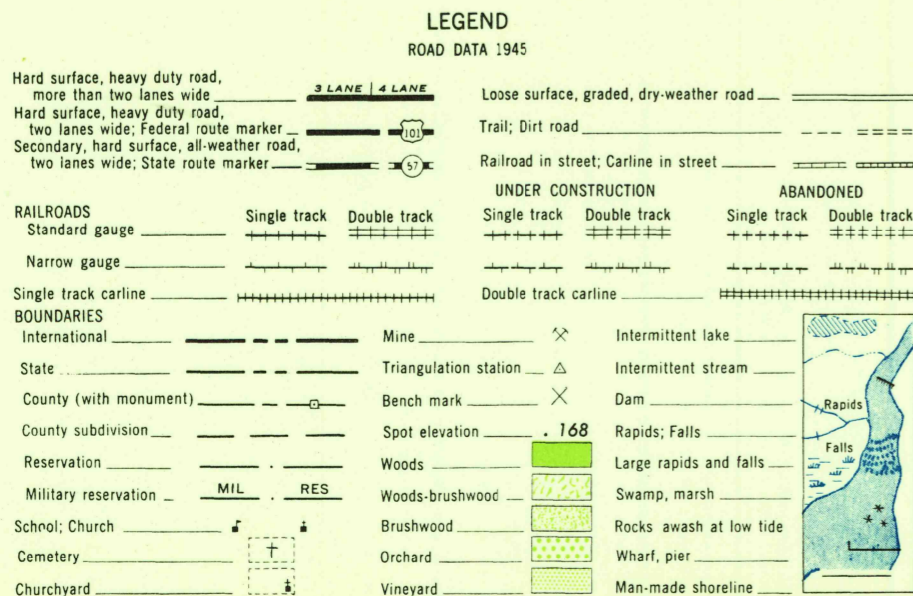 LEGEND
ROAD DATA 1945
Hard surface, heavy duty road,
more than two lanes wide
3 LANE 4 LANE
Hard surface, heavy duty road,
two lanes wide; Federal route marker
101
Secondary, hard surface, all-weather road,
two lanes wide; State route marker
57
Loose surface, graded, dry-weather road
Trail; Dirt road
Railroad in street; Carline in street
UNDER CONSTRUCTION
ABANDONED
RAILROADS
Single track Double track
Single track Double track
Single track Double track
Standard gauge
Narrow gauge
Single track carline
Double track carline
BOUNDARIES
International
State
County (with monument)
County subdivision
Reservation
Military reservation
MIL . RES
School; Church
Cemetery
Churchyard
Mine
Triangulation station
Bench mark
Spot elevation
. 168
Woods
Woods-brushwood
Brushwood
Orchard
Vineyard
Intermittent lake
Intermittent stream
Dam
Rapids; Falls
Large rapids and falls
Swamp, marsh
Rocks awash at low tide
Wharf, pier
Man-made shoreline
Rapids
Falls